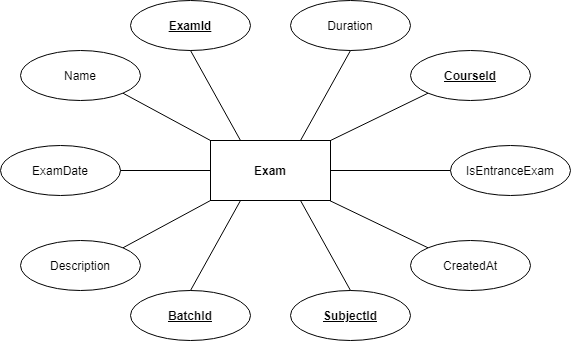 ExamId
Duration
Name
CourseId
ExamDate
Exam
IsEntranceExam
Description
CreatedAt
BatchId
SubjectId